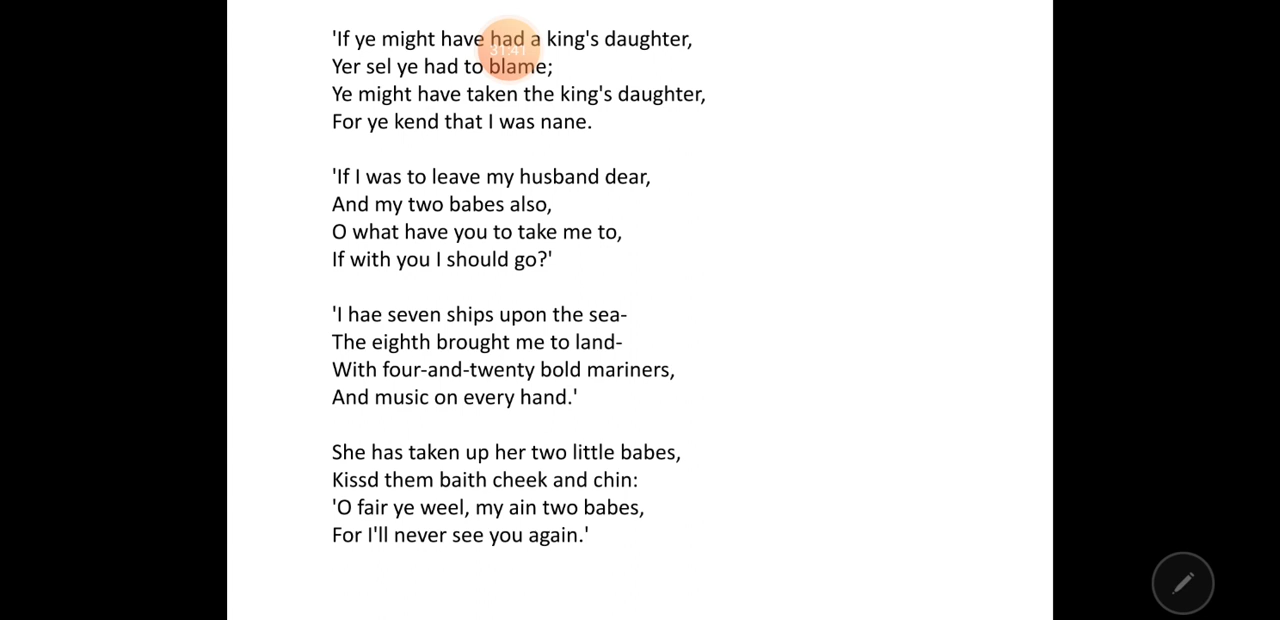 'If ye might have had a king's daughter,
Yer sel ye had to blame;
Ye might have taken the king's daughter,
For ye kend that I was nane.
'If I was to leave my husband dear,
And my two babes also,
O what have you to take me to,
If with you I should go?'
'I hae seven ships upon the sea-
The eighth brought me to land-
With four-and-twenty bold mariners,
And music on every hand.'
She has taken up her two little babes,
Kissd them baith cheek and chin:
'O fair ye weel, my ain two babes,
For I'll never see you again.'
31:41